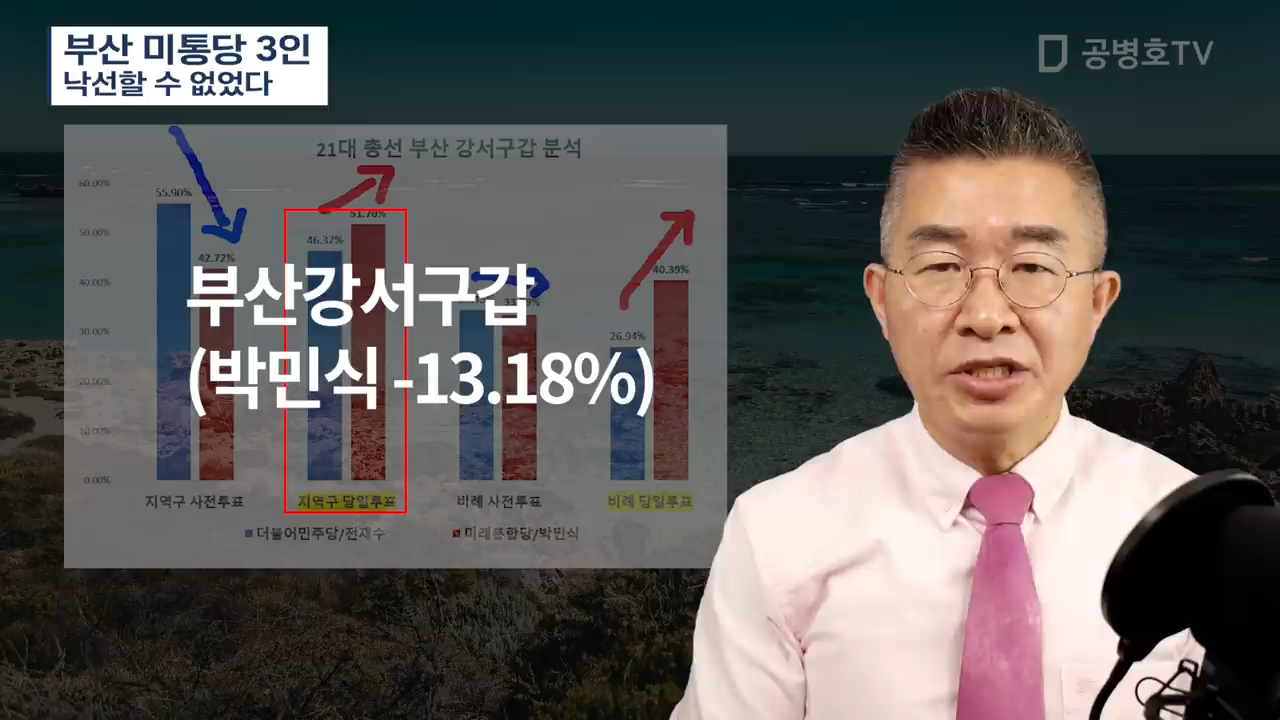 부산 미통당 3인
낙선할 수 없었다
공병호TV
21대 총선 부산 강서구갑 분석
60.00%
50.00%
40.00%
30.00%
20.00%
10.00%
0.00%
55.90%
42.72%
46.37%
51.70%
26.94%
40.39%
부산강서구갑
(박민식 -13.18%)
지역구 사전투표
지역구 당일투표
비례 사전투표
비례 당일투표
더불어민주당/전재수
미래통합당/박민식